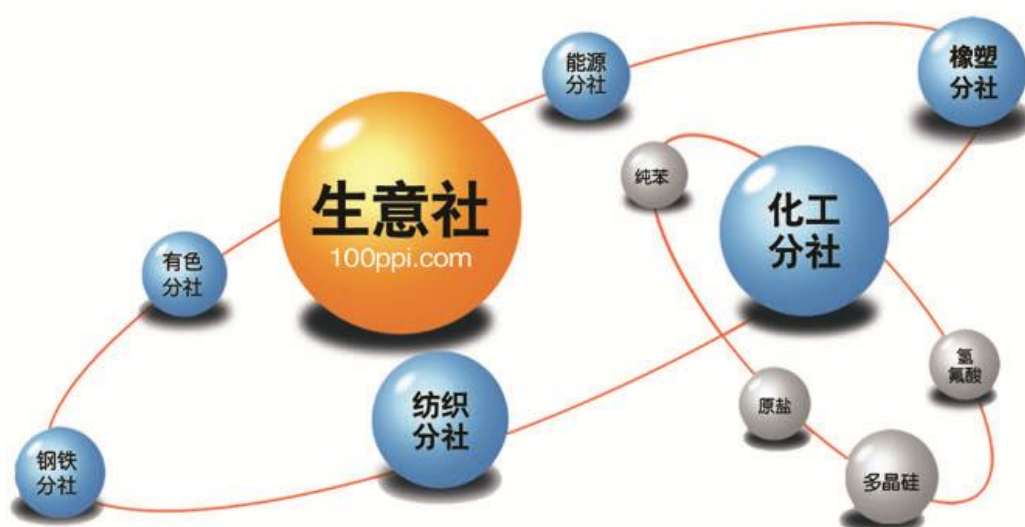 能源
分社
橡塑
分社
纯苯
生意社
100ppi.com
化工
分社
有色
分社
氢
氟酸
纺织
分社
原盐
钢铁
分社
多晶硅